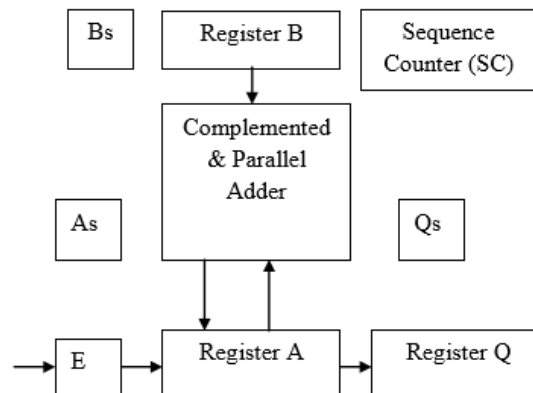 Bs
Register B
Sequence
Counter (SC)
Complemented
& Parallel
Adder
As
Qs
E
Register A
Register Q